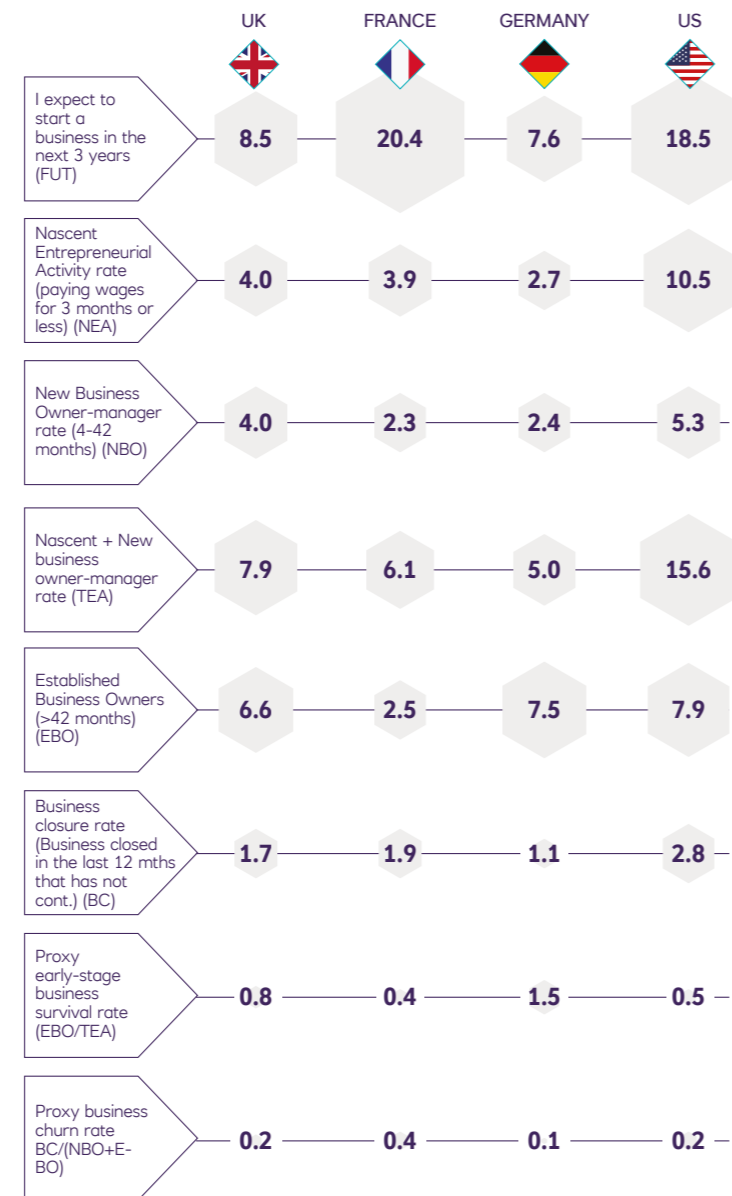 UK FRANCE GERMANY US
I expect to
start a
business in the
next 3 years
(FUT)
8.5 20.4 7.6 18.5
Nascent
Entrepreneurial
Activity rate
(paying wages
for 3 months or
less) (NEA)
4.0 3.9 2.7 10.5
New Business
Owner-manager
rate (4-42
months) (NBO)
4.0 2.3 2.4 5.3
Nascent + New
business
owner-manager
rate (TEA)
7.9 6.1 5.0 15.6
Established
Business Owners
(>42 months)
(EBO)
6.6 2.5 7.5 7.9
Business
closure rate
(Business closed
in the last 12 mths
that has not
cont.) (BC)
1.7 1.9 1.1 2.8
Proxy
early-stage
business
survival rate
(EBO/TEA)
0.8 0.4 1.5 0.5
Proxy business
churn rate
BC/(NBO+E-
BO)
0.2 0.4 0.1 0.2